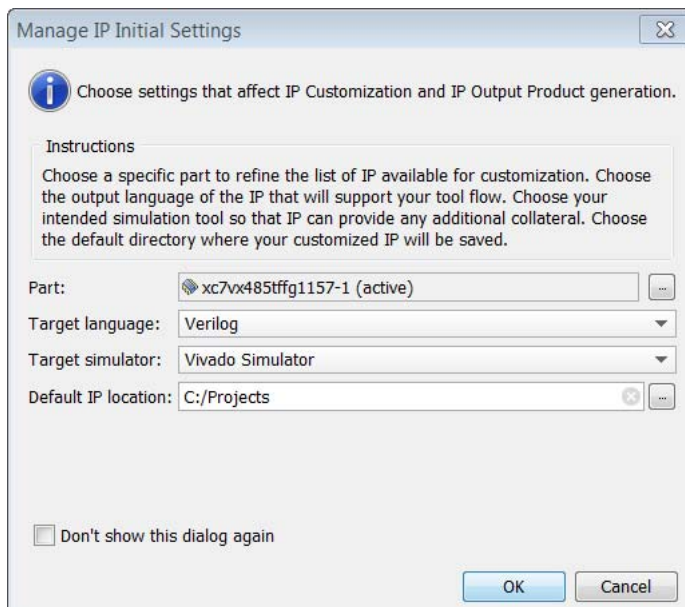 Manage IP Initial Settings
Choose settings that affect IP Customization and IP Output Product generation.
Instructions
Choose a specific part to refine the list of IP available for customization. Choose
the output language of the IP that will support your tool flow. Choose your
intended simulation tool so that IP can provide any additional collateral. Choose
the default directory where your customized IP will be saved.
Part: xc7vx485tffg1157-1 (active) ...
Target language: Verilog
Target simulator: Vivado Simulator
Default IP location: C:/Projects ...
Don't show this dialog again
OK Cancel